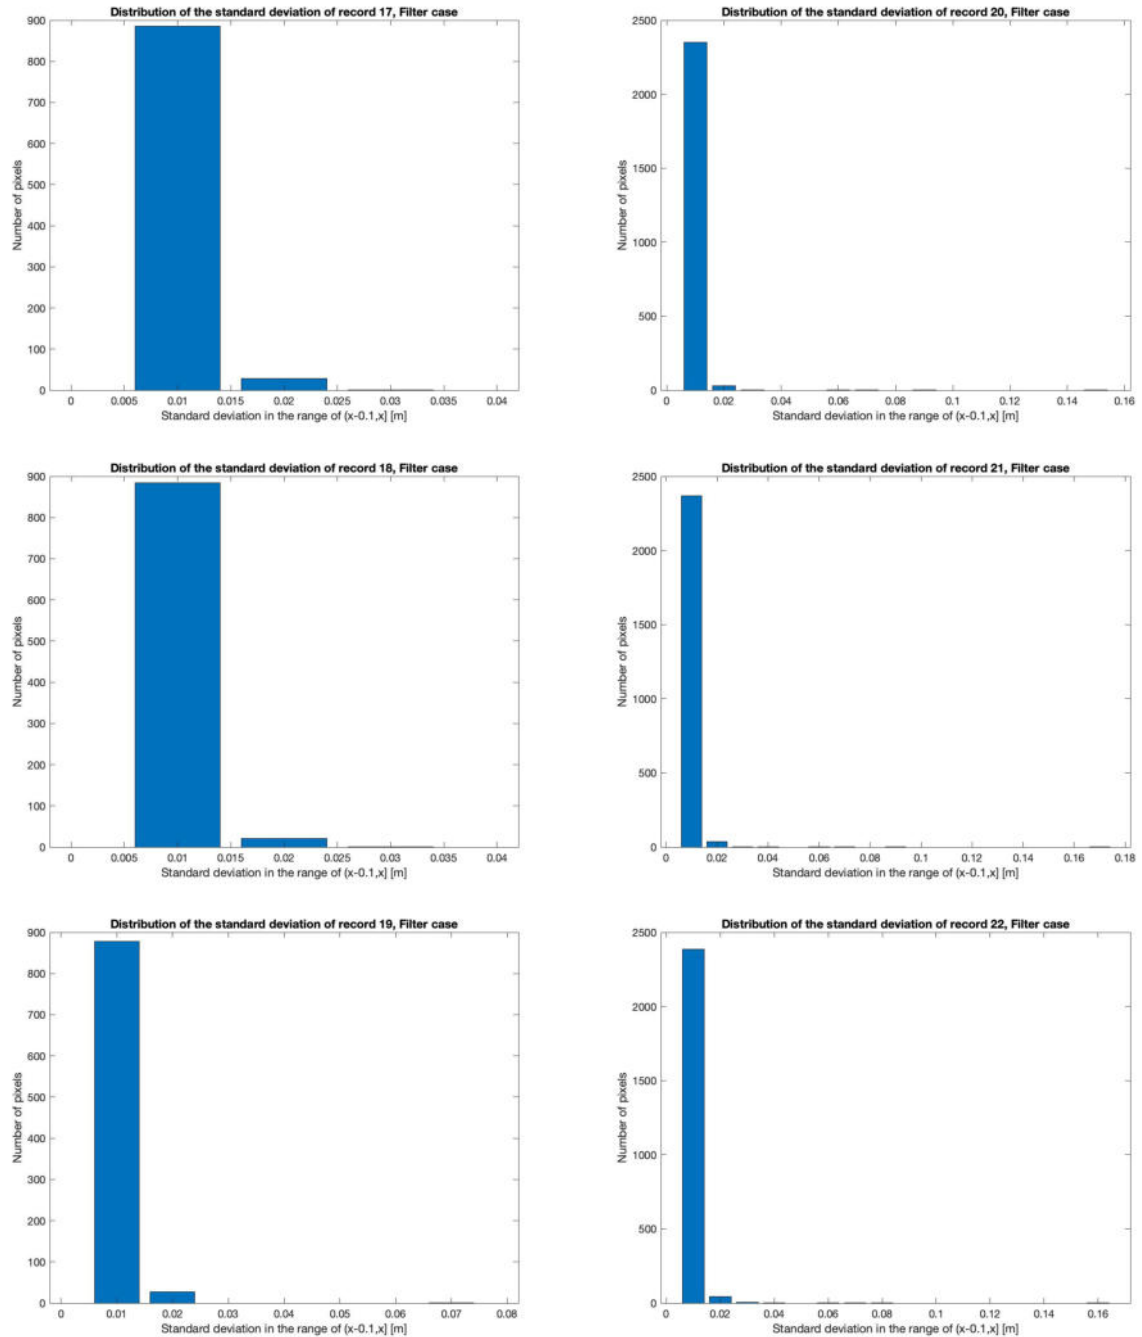 Distribution of the standard deviation of record 17, Filter case
900
800
700
600
500
400
300
200
100
0
Number of pixels
0 0.005 0.01 0.015 0.02 0.025 0.03 0.035 0.04
Standard deviation in the range of (x-0.1,x] [m]
Distribution of the standard deviation of record 20, Filter case
2500
2000
1500
1000
500
0
Number of pixels
0 0.02 0.04 0.06 0.08 0.1 0.12 0.14 0.16
Standard deviation in the range of (x-0.1,x] [m]
Distribution of the standard deviation of record 18, Filter case
900
800
700
600
500
400
300
200
100
0
Number of pixels
0 0.005 0.01 0.015 0.02 0.025 0.03 0.035 0.04
Standard deviation in the range of (x-0.1,x] [m]
Distribution of the standard deviation of record 21, Filter case
2500
2000
1500
1000
500
0
Number of pixels
0 0.02 0.04 0.06 0.08 0.1 0.12 0.14 0.16 0.18
Standard deviation in the range of (x-0.1,x] [m]
Distribution of the standard deviation of record 19, Filter case
900
800
700
600
500
400
300
200
100
0
Number of pixels
0 0.01 0.02 0.03 0.04 0.05 0.06 0.07 0.08
Standard deviation in the range of (x-0.1,x] [m]
Distribution of the standard deviation of record 22, Filter case
2500
2000
1500
1000
500
0
Number of pixels
0 0.02 0.04 0.06 0.08 0.1 0.12 0.14 0.16
Standard deviation in the range of (x-0.1,x] [m]